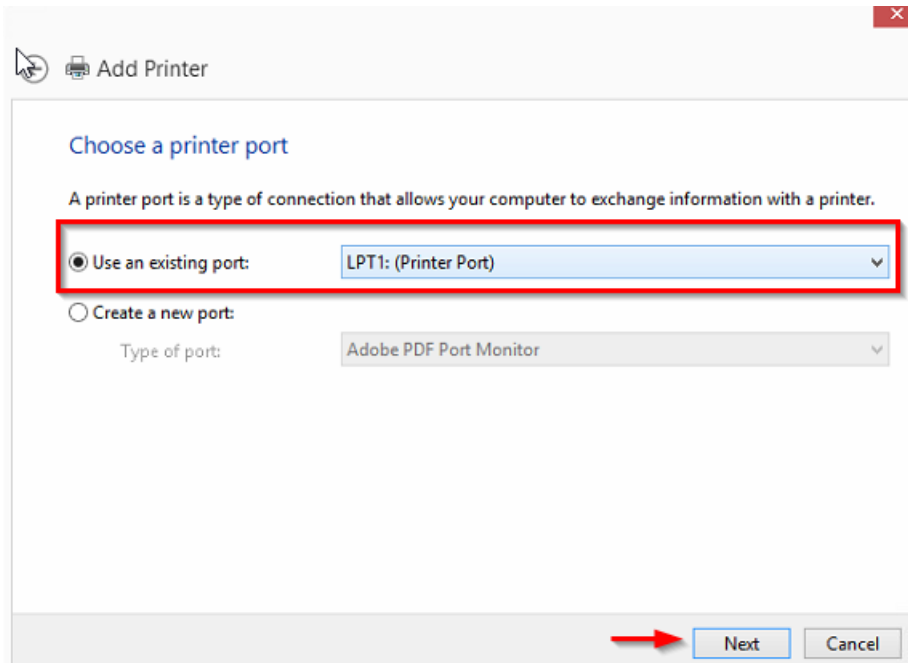 Add Printer
Choose a printer port
A printer port is a type of connection that allows your computer to exchange information with a printer.
Use an existing port: LPT1: (Printer Port)
Create a new port:
Type of port: Adobe PDF Port Monitor
Next Cancel